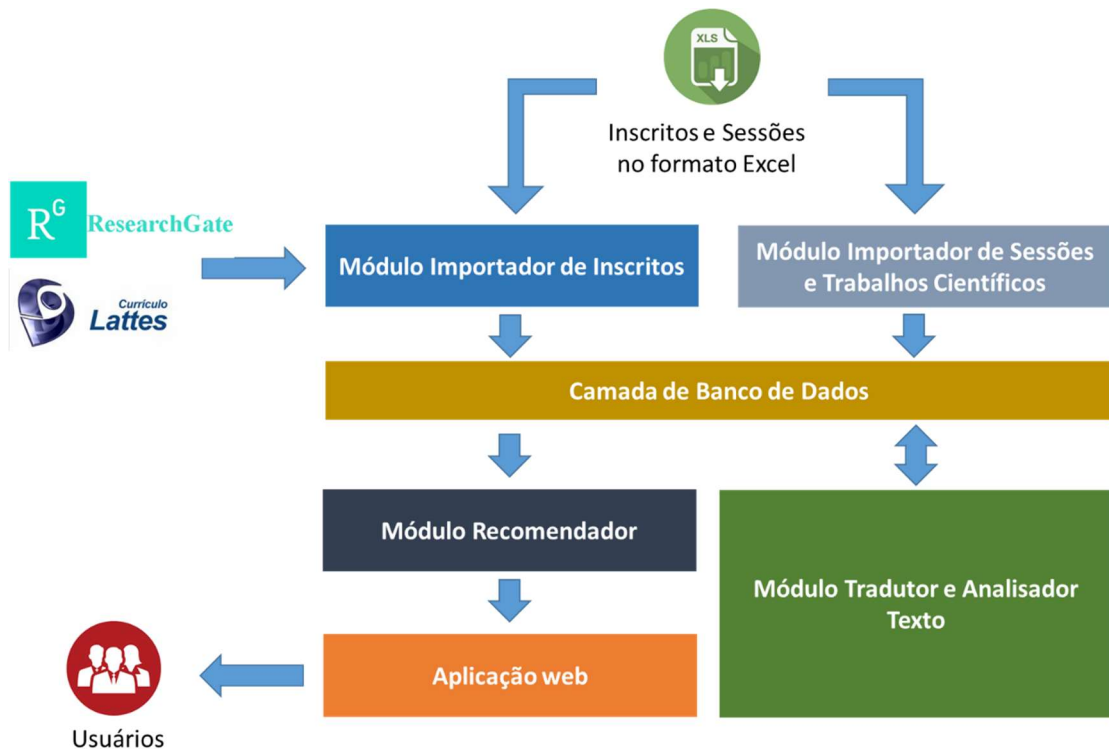 XLS
Inscritos e Sessões
no formato Excel
RG
ResearchGate
Currículo
Lattes
Módulo Importador de Inscritos
Módulo Importador de Sessões
e Trabalhos Científicos
Camada de Banco de Dados
Módulo Recomendador
Módulo Tradutor e Analisador
Texto
Aplicação web
Usuários